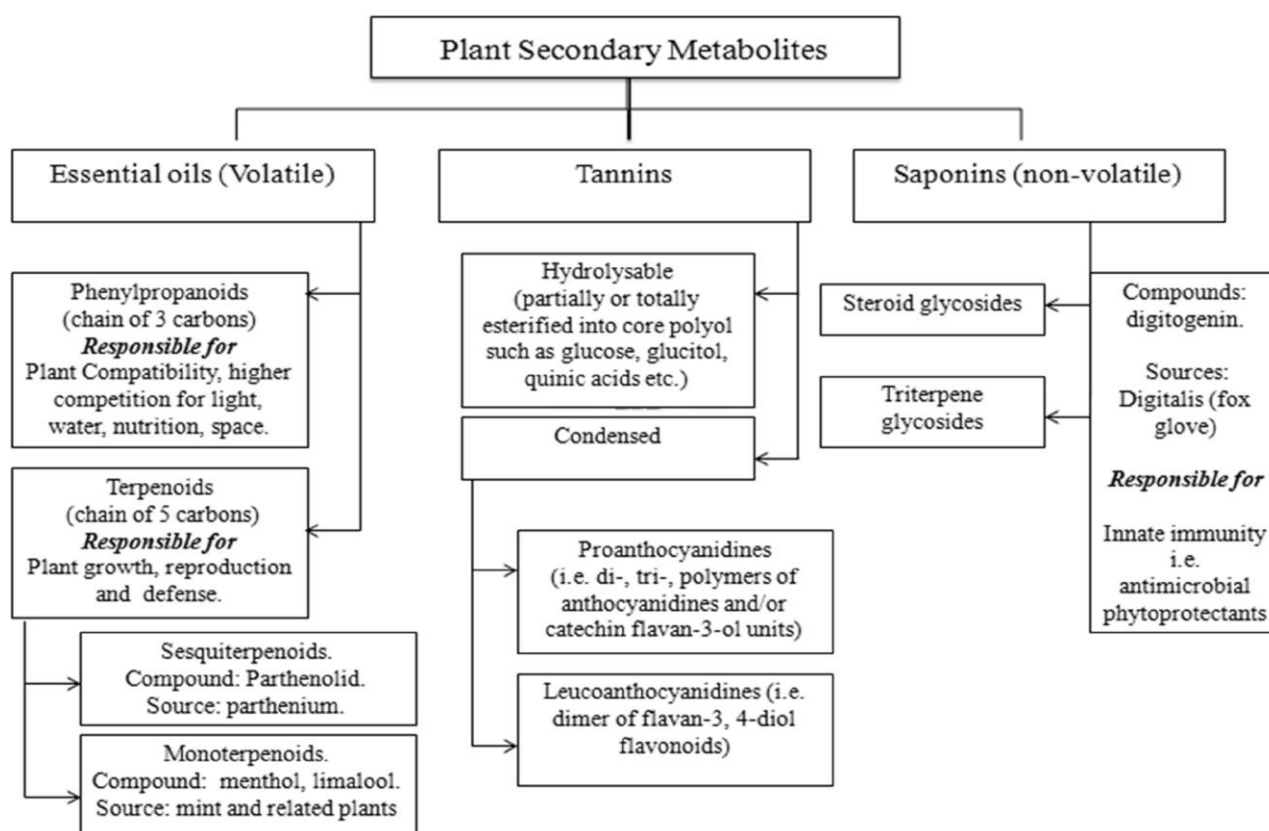 Plant Secondary Metabolites
Essential oils (Volatile)
Phenylpropanoids
(chain of 3 carbons)
Responsible for
Plant Compatibility, higher
competition for light,
water, nutrition, space.
Terpenoids
(chain of 5 carbons)
Responsible for
Plant growth, reproduction
and defense.
Sesquiterpenoids.
Compound: Parthenolid.
Source: parthenium.
Monoterpenoids.
Compound: menthol, limalool.
Source: mint and related plants
Tannins
Hydrolysable
(partially or totally
esterified into core polyol
such as glucose, glucitol,
quinic acids etc.)
Condensed
Proanthocyanidines
(i.e. di-, tri-, polymers of
anthocyanidines and/or
catechin flavan-3-ol units)
Leucoanthocyanidines (i.e.
dimer of flavan-3, 4-diol
flavonoids)
Saponins (non-volatile)
Steroid glycosides
Triterpene
glycosides
Compounds:
digitogenin.
Sources:
Digitalis (fox
glove)
Responsible for
Innate immunity
i.e.
antimicrobial
phytoprotectants